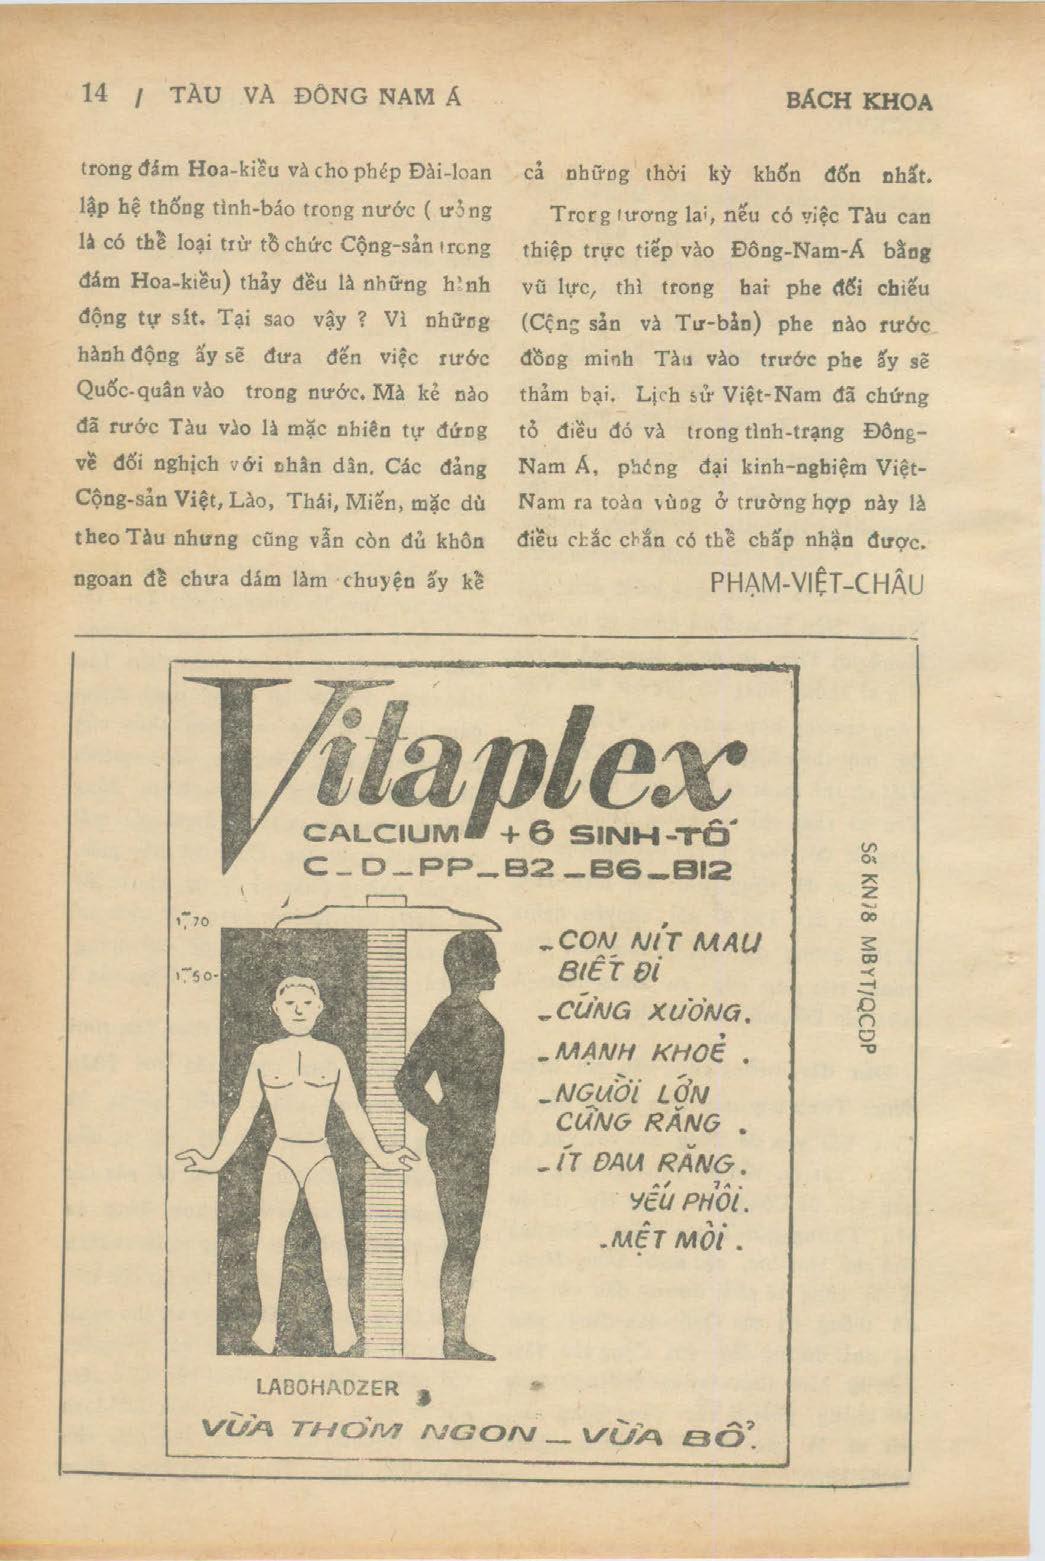 14 / TÀU VÀ ĐÔNG NAM Á
BÁCH KHOA
trong đám Hoa-kiều và cho phép Đài-loan
lập hệ thống tình-báo trong nước ( tưởng
là có thể loại trừ tổ chức Cộng-sản trong
đám Hoa-kiều) thảy đều là những hành
động tự sát. Tại sao vậy ? Vì những
hành động ấy sẽ đưa đến việc rước
Quốc-quân vào trong nước. Mà kẻ nào
đã rước Tàu vào là mặc nhiên tự đứng
về đối nghịch với nhân dân. Các đảng
Cộng-sản Việt, Lào, Thái, Miến, mặc dù
theo Tàu nhưng cũng vẫn còn đủ khôn
ngoan để chưa dám làm chuyện ấy kể
cả những thời kỳ khốn đốn nhất.
Trong tương lai, nếu có việc Tàu can
thiệp trực tiếp vào Đông-Nam-Á bằng
vũ lực, thì trong hai phe đối chiếu
(Cộng sản và Tư-bản) phe nào rước
đồng minh Tàu vào trước phe ấy sẽ
thảm bại. Lịch sử Việt-Nam đã chứng
tỏ điều đó và trong tình-trạng Đông-
Nam Á, phóng đại kinh-nghiệm Việt-
Nam ra toàn vùng ở trường hợp này là
điều chắc chắn có thể chấp nhận được.
PHẠM-VIỆT-CHÂU
Vitaplex
CALCIUM + 6 SINH-TỐ
C_D_PP_B2_B6_B12
1,m70
1,m50-
_CON NÍT MAU
BIẾT ĐI
_CỨNG XƯƠNG.
_MẠNH KHOẺ .
_NGƯỜI LỚN
CỨNG RĂNG .
_ÍT ĐAU RĂNG.
YẾU PHỔI.
_MỆT MỎI .
LABOHADZER
VỪA THƠM NGON _ VỪA BỔ.
Số KN78 MBYT/QCDP